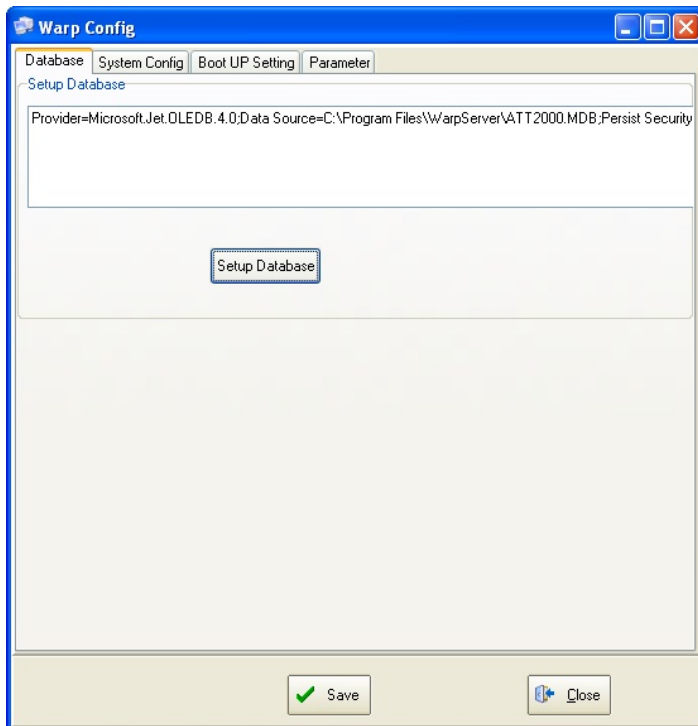 Warp Config
Database System Config Boot UP Setting Parameter
Setup Database
Provider=Microsoft.Jet.OLEDB.4.0;Data Source=C:\Program Files\WarpServer\ATT2000.MDB;Persist Security
Setup Database
Save Close